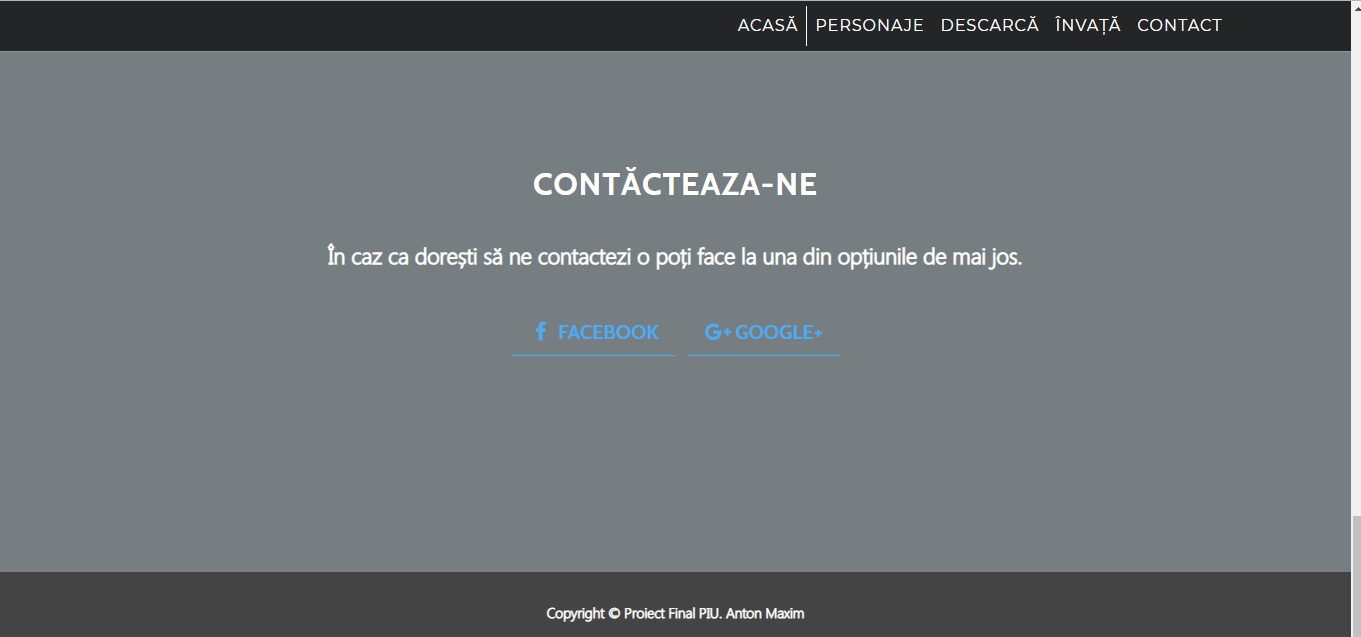 ACASĂ PERSONAJE DESCARCĂ ÎNVAȚĂ CONTACT
CONTĂCTEAZA-NE
În caz ca dorești să ne contactezi o poți face la una din opțiunile de mai jos.
FACEBOOK G+ GOOGLE+
Copyright © Proiect Final PIU. Anton Maxim